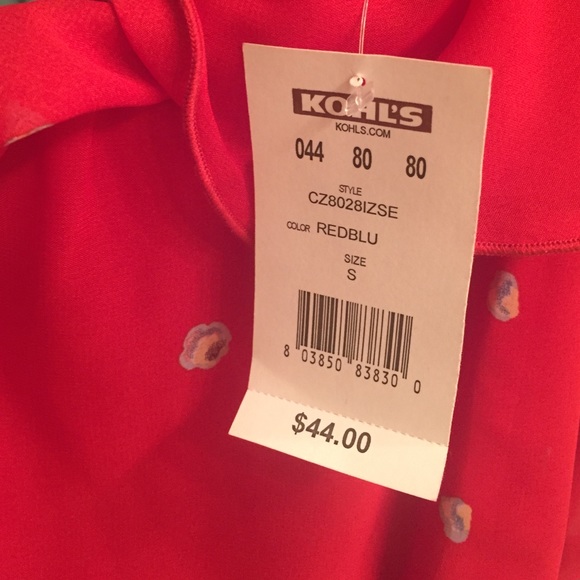 KOHL'S
KOHLS.COM
044 80 80
STYLE
CZ8028IZSE
COLOR REDBLU
SIZE
S
8 03850 83830 0
$44.00